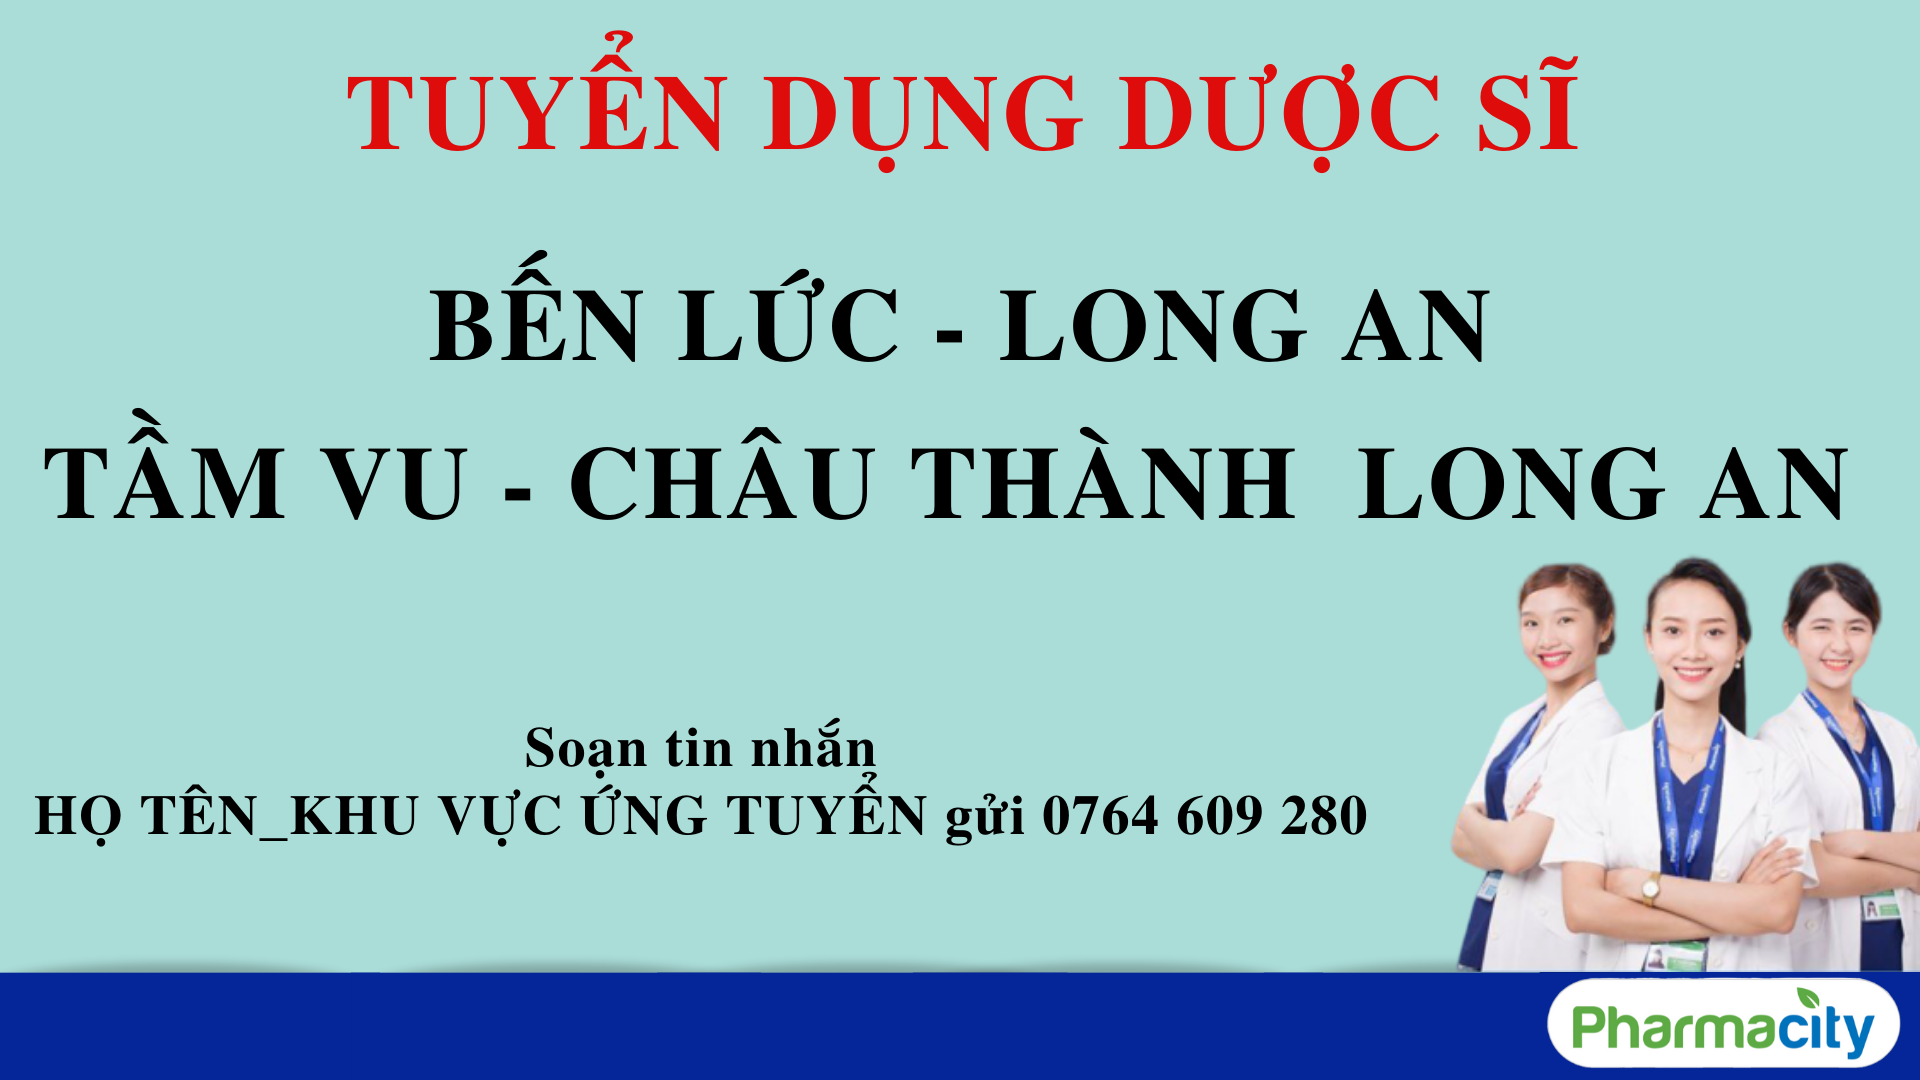 TUYỂN DỤNG DƯỢC SĨ
BẾN LỨC - LONG AN
TẦM VU - CHÂU THÀNH LONG AN
Soạn tin nhắn
HỌ TÊN_KHU VỰC ỨNG TUYỂN gửi 0764 609 280
Pharmacity